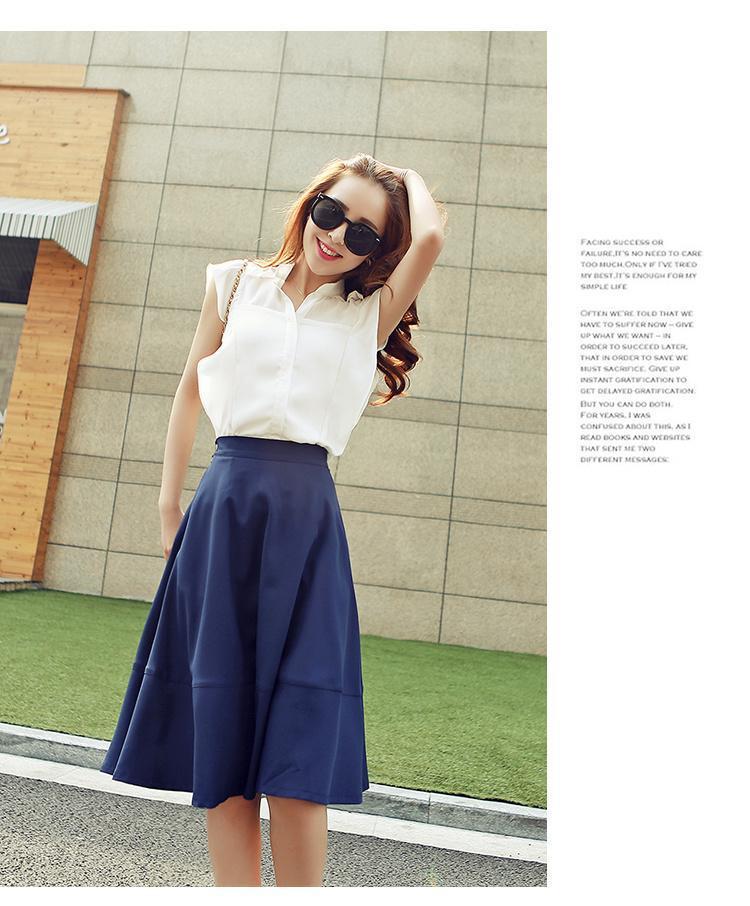 FACING SUCCESS OR
FAILURE,IT'S NO NEED TO CARE
TOO MUCH.ONLY IF I'VE TRIED
MY BEST,IT'S ENOUGH FOR MY
SIMPLE LIFE
OFTEN WE'RE TOLD THAT WE
HAVE TO SUFFER NOW – GIVE
UP WHAT WE WANT – IN
ORDER TO SUCCEED LATER,
THAT IN ORDER TO SAVE WE
MUST SACRIFICE. GIVE UP
INSTANT GRATIFICATION TO
GET DELAYED GRATIFICATION.
BUT YOU CAN DO BOTH.
FOR YEARS, I WAS
CONFUSED ABOUT THIS, AS I
READ BOOKS AND WEBSITES
THAT SENT ME TWO
DIFFERENT MESSAGES: